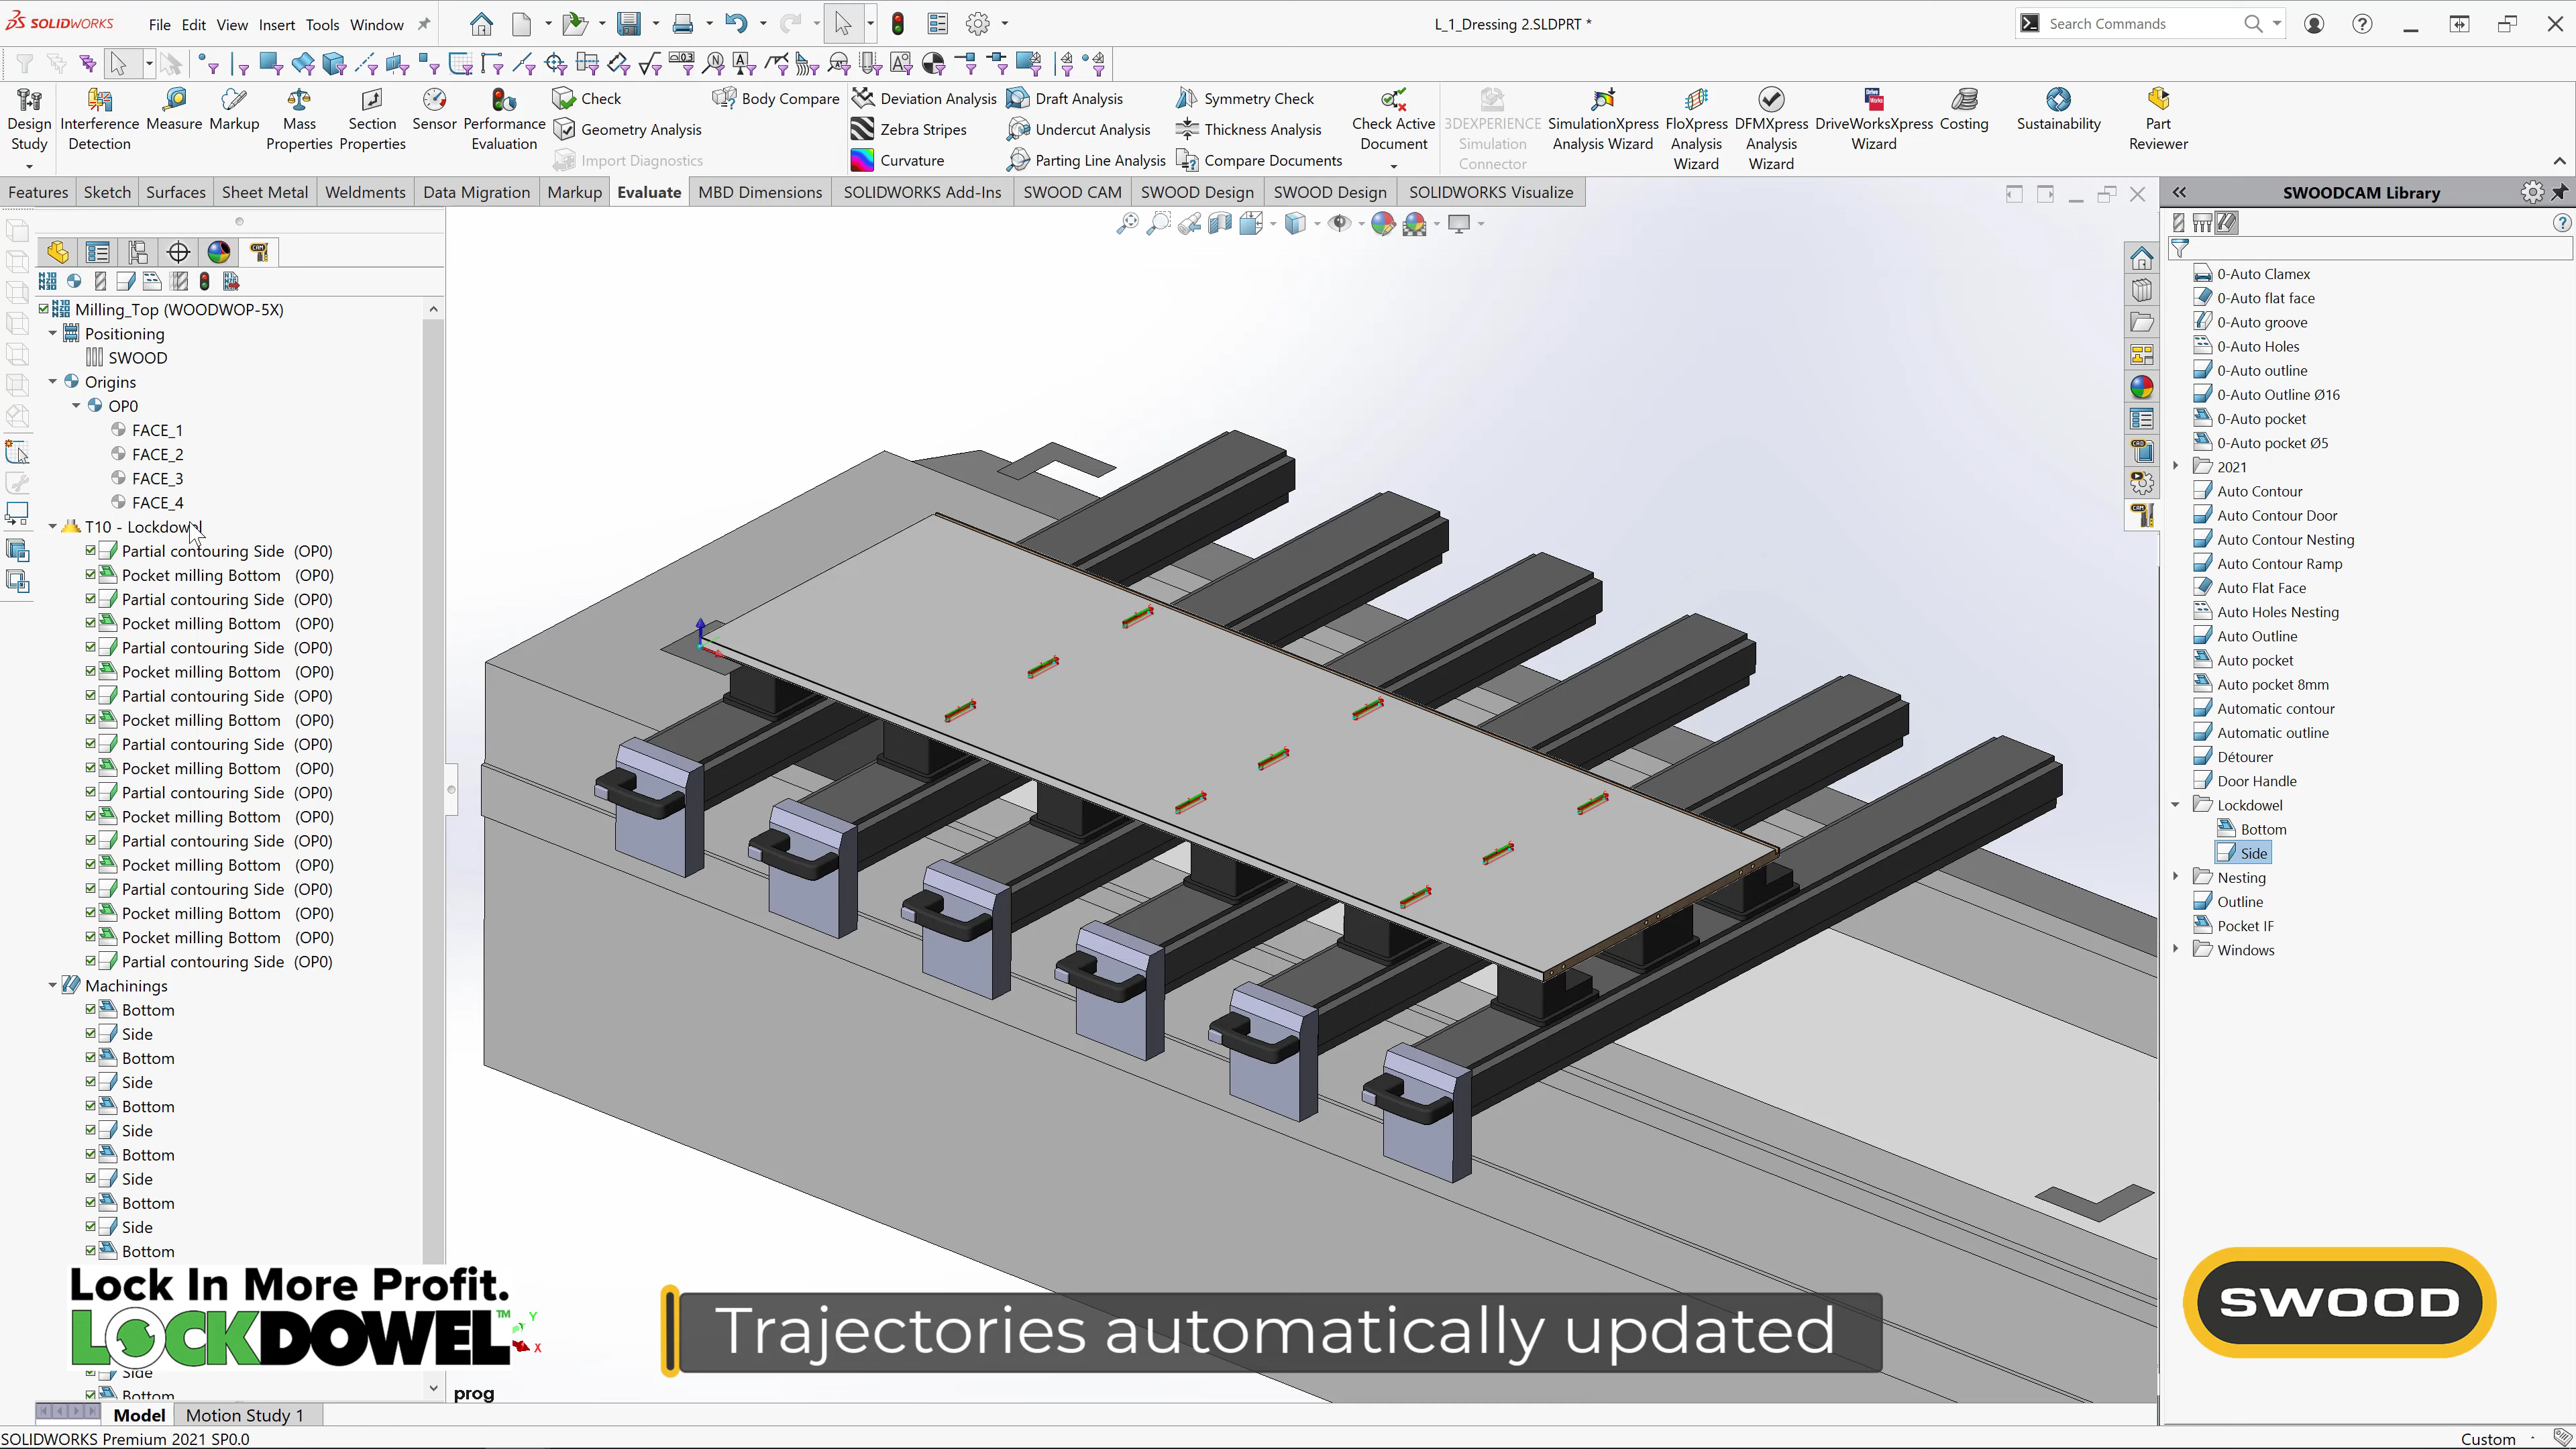 SOLIDWORKS File Edit View Insert Tools Window
L_1_Dressing 2.SLDPRT *
Search Commands
Design Study
Interference Detection
Measure
Markup
Mass Properties
Section Properties
Sensor
Performance Evaluation
Check
Geometry Analysis
Import Diagnostics
Body Compare
Deviation Analysis
Zebra Stripes
Curvature
Draft Analysis
Undercut Analysis
Parting Line Analysis
Symmetry Check
Thickness Analysis
Compare Documents
Check Active Document
3DEXPERIENCE Simulation Connector
SimulationXpress Analysis Wizard
FloXpress Analysis Wizard
DFMXpress Analysis Wizard
DriveWorksXpress Wizard
Costing
Sustainability
Part Reviewer
Features Sketch Surfaces Sheet Metal Weldments Data Migration Markup Evaluate MBD Dimensions SOLIDWORKS Add-Ins SWOOD CAM SWOOD Design SWOOD Design SOLIDWORKS Visualize
Milling_Top (WOODWOP-5X)
Positioning
SWOOD
Origins
OP0
FACE_1
FACE_2
FACE_3
FACE_4
T10 - Lockdowel
Partial contouring Side (OP0)
Pocket milling Bottom (OP0)
Partial contouring Side (OP0)
Pocket milling Bottom (OP0)
Partial contouring Side (OP0)
Pocket milling Bottom (OP0)
Partial contouring Side (OP0)
Pocket milling Bottom (OP0)
Partial contouring Side (OP0)
Pocket milling Bottom (OP0)
Partial contouring Side (OP0)
Pocket milling Bottom (OP0)
Partial contouring Side (OP0)
Pocket milling Bottom (OP0)
Partial contouring Side (OP0)
Pocket milling Bottom (OP0)
Pocket milling Bottom (OP0)
Partial contouring Side (OP0)
Machinings
Bottom
Side
Bottom
Side
Bottom
Side
Bottom
Side
Bottom
Side
Bottom
Side
Bottom
SWOODCAM Library
0-Auto Clamex
0-Auto flat face
0-Auto groove
0-Auto Holes
0-Auto outline
0-Auto Outline Ø16
0-Auto pocket
0-Auto pocket Ø5
2021
Auto Contour
Auto Contour Door
Auto Contour Nesting
Auto Contour Ramp
Auto Flat Face
Auto Holes Nesting
Auto Outline
Auto pocket
Auto pocket 8mm
Automatic contour
Automatic outline
Détourer
Door Handle
Lockdowel
Bottom
Side
Nesting
Outline
Pocket IF
Windows
Lock In More Profit.
LOCKDOWEL™
Y
X
Trajectories automatically updated
SWOOD
prog
Model Motion Study 1
SOLIDWORKS Premium 2021 SP0.0
Custom